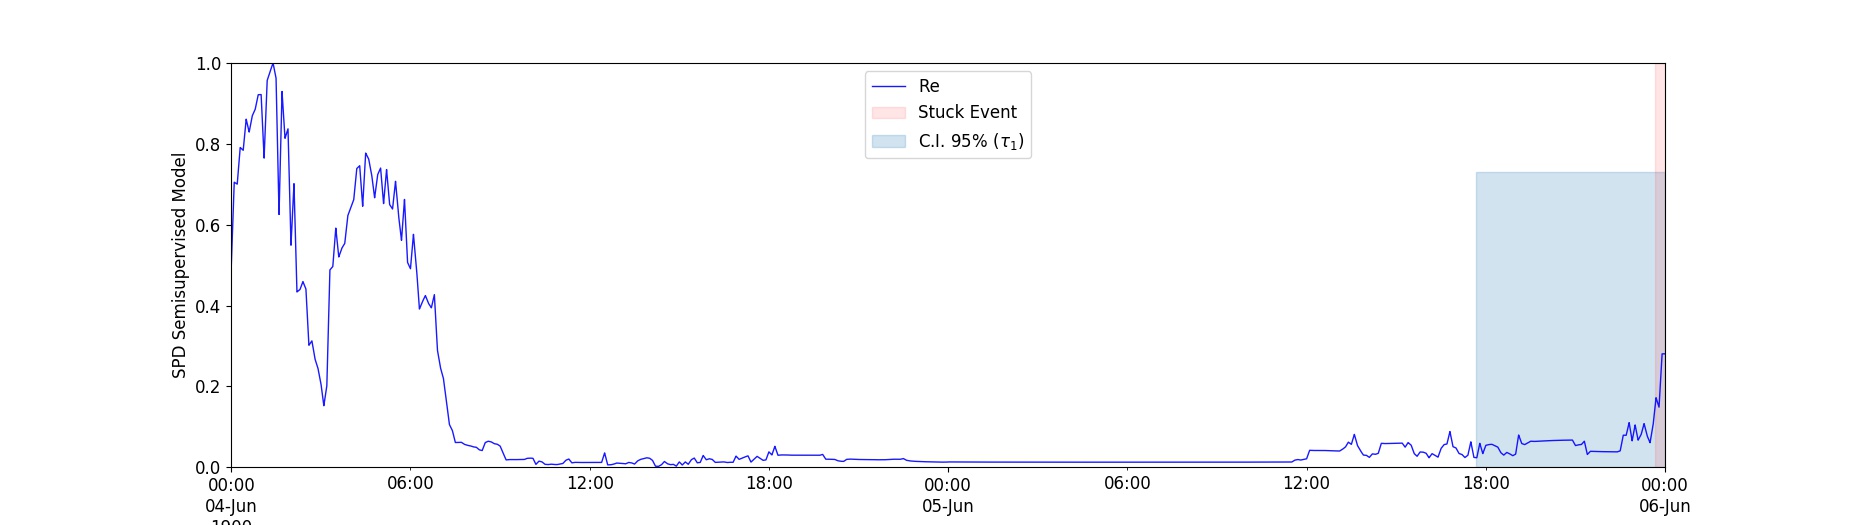 SPD Semisupervised Model
1.0
0.8
0.6
0.4
0.2
0.0
Re
Stuck Event
C.I. 95% (τ₁)
00:00 06:00 12:00 18:00 00:00 06:00 12:00 18:00 00:00
04-Jun 05-Jun 06-Jun
1900